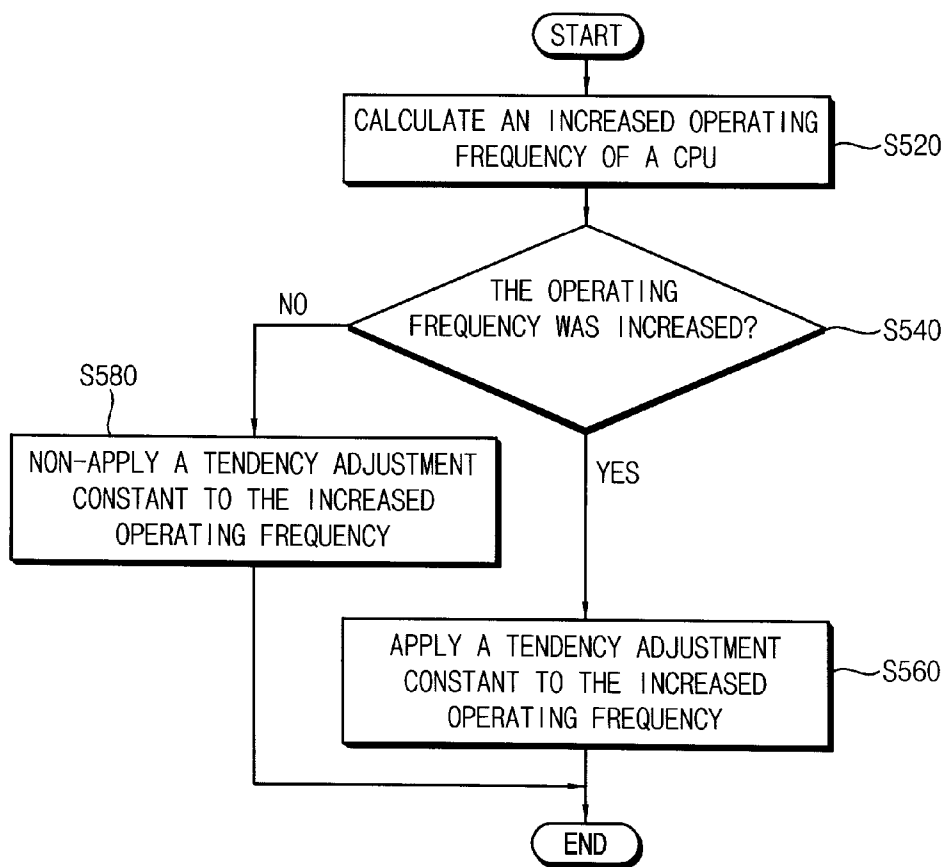 START
CALCULATE AN INCREASED OPERATING
FREQUENCY OF A CPU
S520
THE OPERATING
FREQUENCY WAS INCREASED?
S540
NO
S580
NON-APPLY A TENDENCY ADJUSTMENT
CONSTANT TO THE INCREASED
OPERATING FREQUENCY
YES
APPLY A TENDENCY ADJUSTMENT
CONSTANT TO THE INCREASED
OPERATING FREQUENCY
S560
END